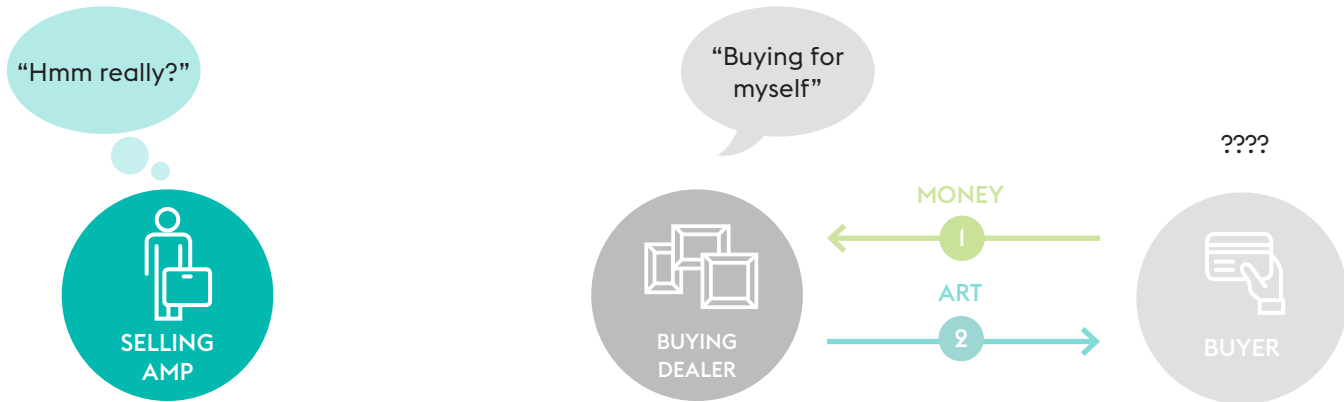 “Hmm really?”
“Buying for
myself”
????
MONEY
1
ART
2
SELLING
AMP
BUYING
DEALER
BUYER